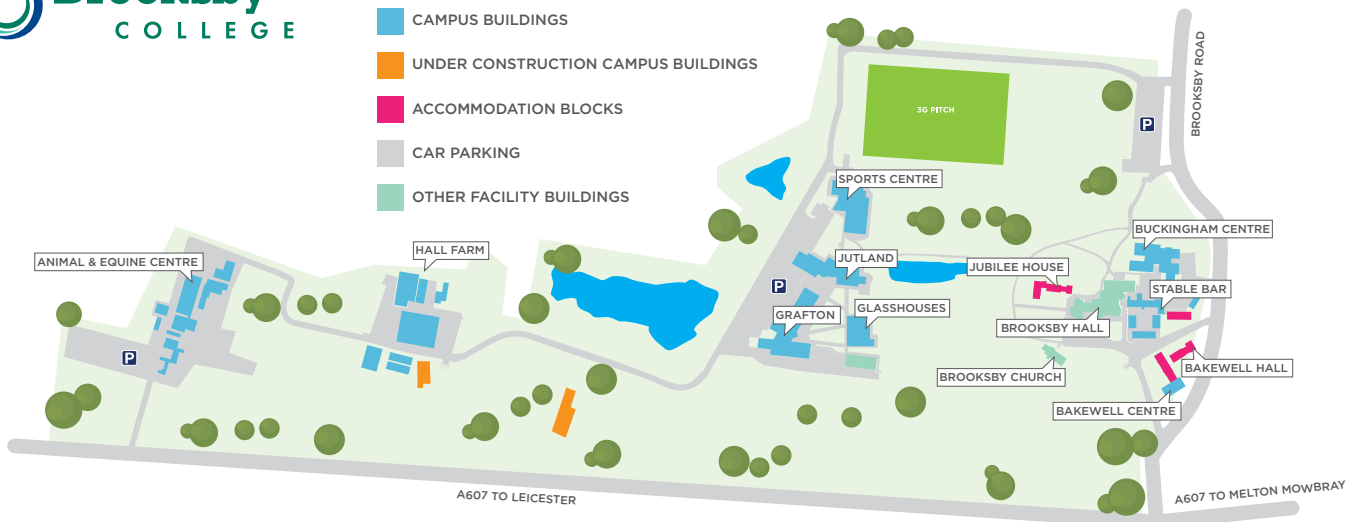 Brooksby
COLLEGE
CAMPUS BUILDINGS
UNDER CONSTRUCTION CAMPUS BUILDINGS
ACCOMMODATION BLOCKS
CAR PARKING
OTHER FACILITY BUILDINGS
BROOKSBY ROAD
3G PITCH
P
SPORTS CENTRE
BUCKINGHAM CENTRE
HALL FARM
ANIMAL & EQUINE CENTRE
JUTLAND
JUBILEE HOUSE
P
STABLE BAR
GLASSHOUSES
GRAFTON
BROOKSBY HALL
P
BAKEWELL HALL
BROOKSBY CHURCH
BAKEWELL CENTRE
A607 TO LEICESTER
A607 TO MELTON MOWBRAY